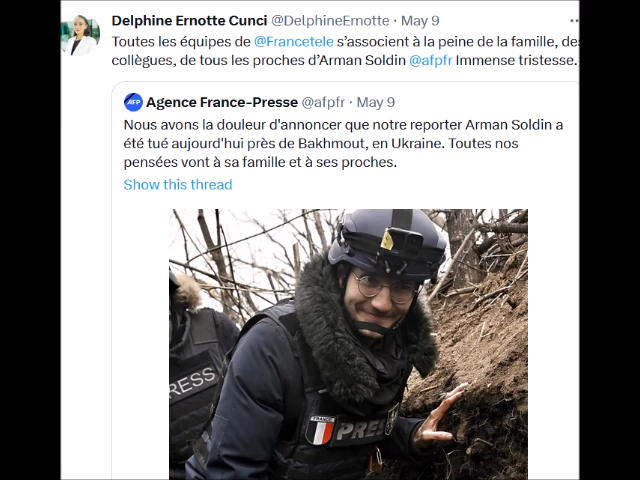 Delphine Ernotte Cunci @DelphineErnotte · May 9
Toutes les équipes de @Francetele s’associent à la peine de la famille, des
collègues, de tous les proches d’Arman Soldin @afpfr Immense tristesse.
AFP Agence France-Presse @afpfr · May 9
Nous avons la douleur d'annoncer que notre reporter Arman Soldin a
été tué aujourd'hui près de Bakhmout, en Ukraine. Toutes nos
pensées vont à sa famille et à ses proches.
Show this thread
RESS
FRANCE
PRES